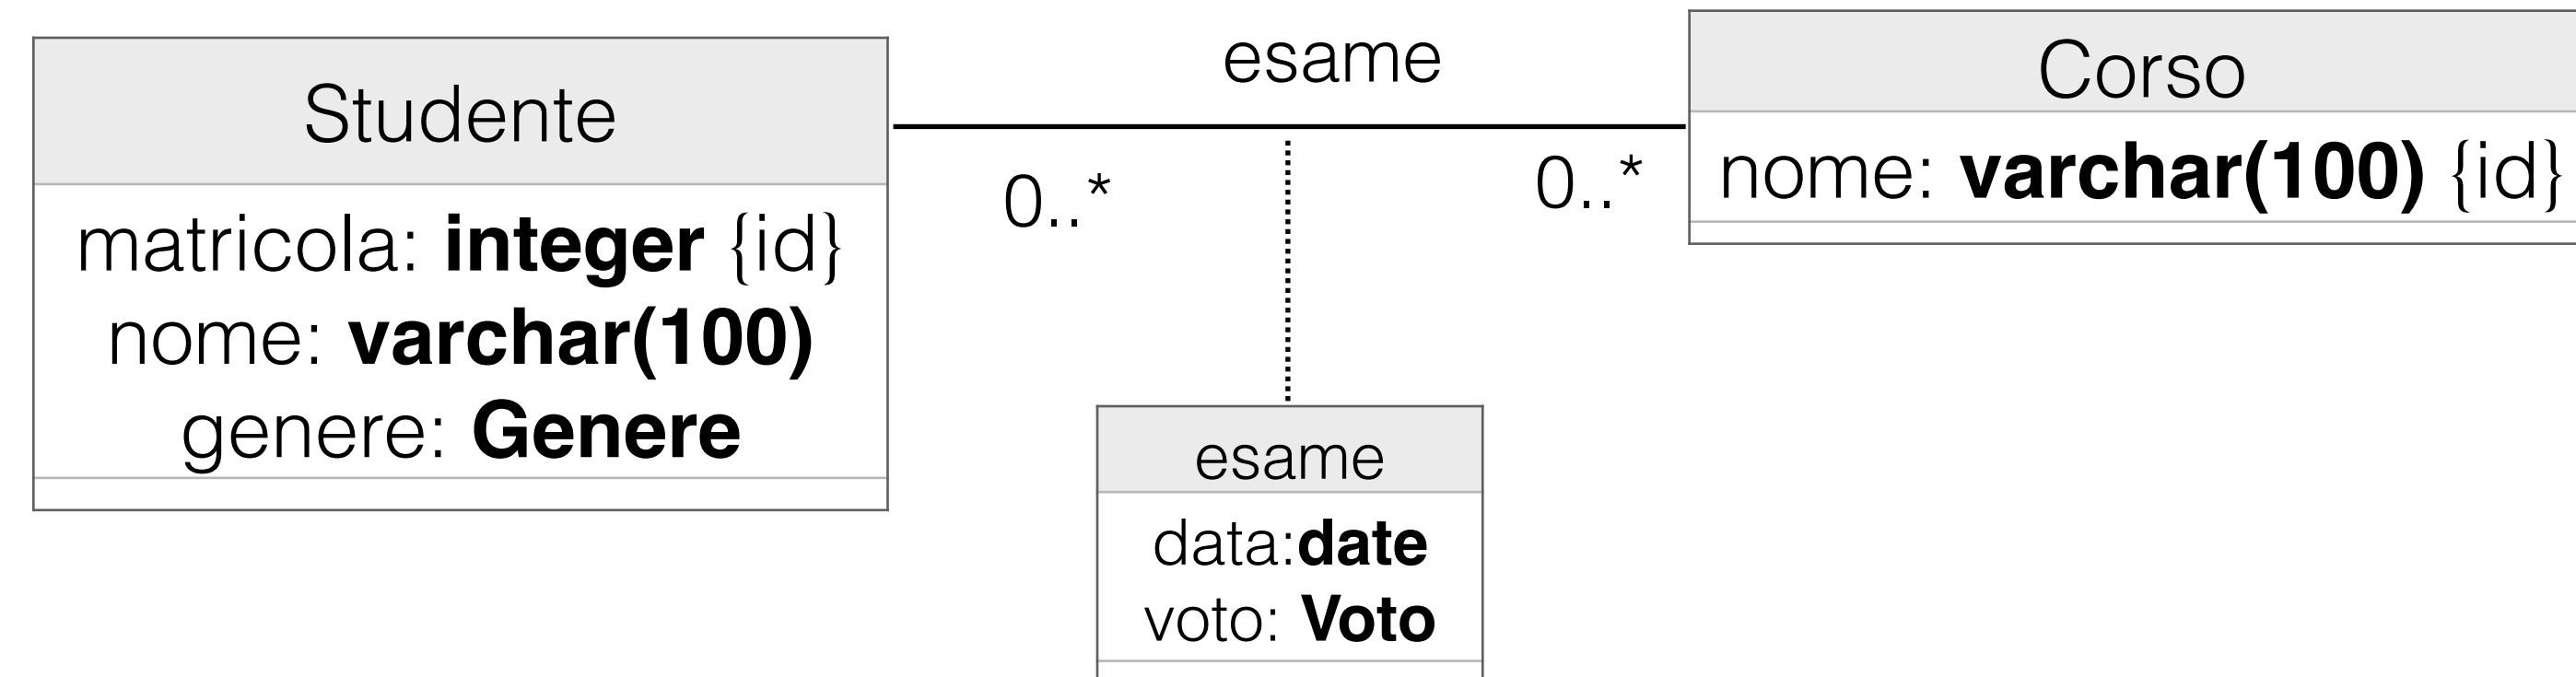 Studente
matricola: integer {id}
nome: varchar(100)
genere: Genere
esame
0..*
0..*
Corso
nome: varchar(100) {id}
esame
data:date
voto: Voto